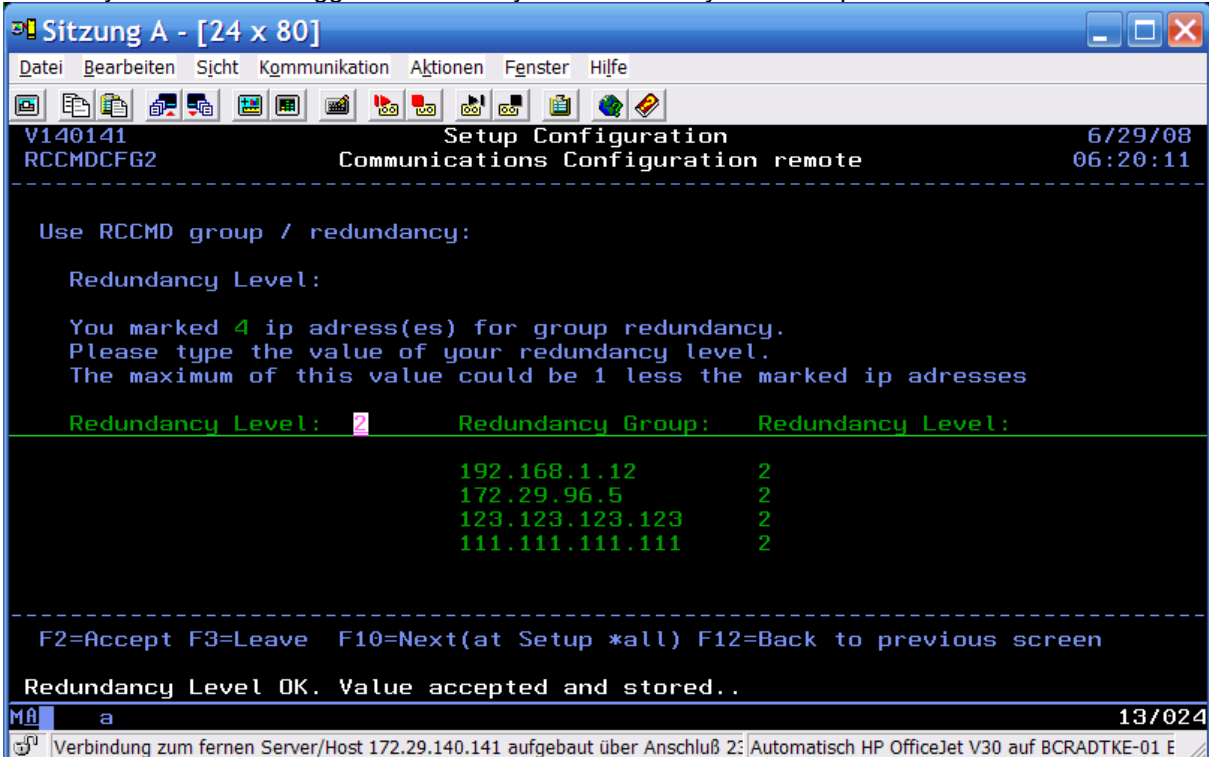 Sitzung A - [24 x 80]
Datei Bearbeiten Sicht Kommunikation Aktionen Fenster Hilfe
V140141 Setup Configuration 6/29/08
RCCMDCFG2 Communications Configuration remote 06:20:11
Use RCCMD group / redundancy:
Redundancy Level:
You marked 4 ip adress(es) for group redundancy.
Please type the value of your redundancy level.
The maximum of this value could be 1 less the marked ip adresses
Redundancy Level: 2 Redundancy Group: Redundancy Level:
192.168.1.12 2
172.29.96.5 2
123.123.123.123 2
111.111.111.111 2
F2=Accept F3=Leave F10=Next(at Setup *all) F12=Back to previous screen
Redundancy Level OK. Value accepted and stored..
MA a 13/024
Verbindung zum fernen Server/Host 172.29.140.141 aufgebaut über Anschluß 23 Automatisch HP OfficeJet V30 auf BCRADTKE-01 E